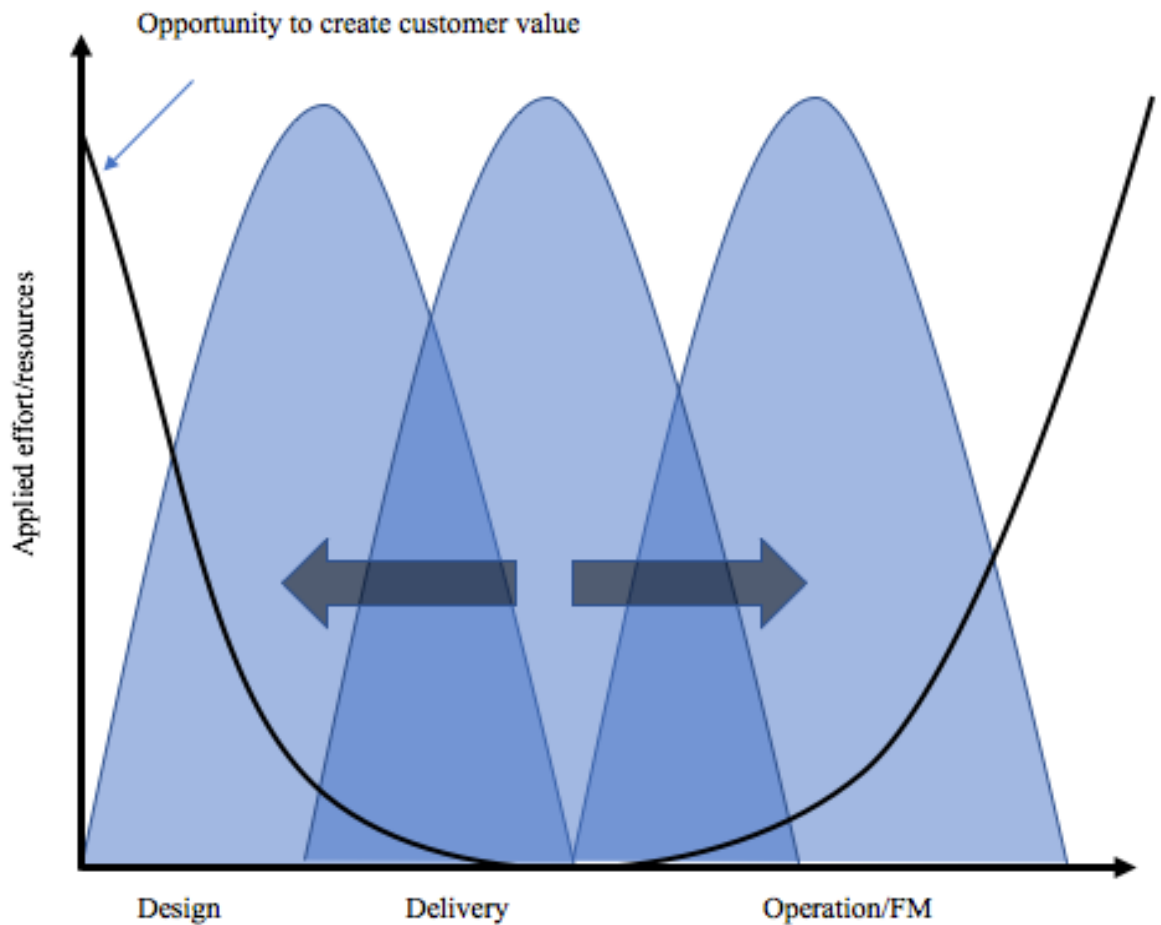 Opportunity to create customer value
Applied effort/resources
Design
Delivery
Operation/FM